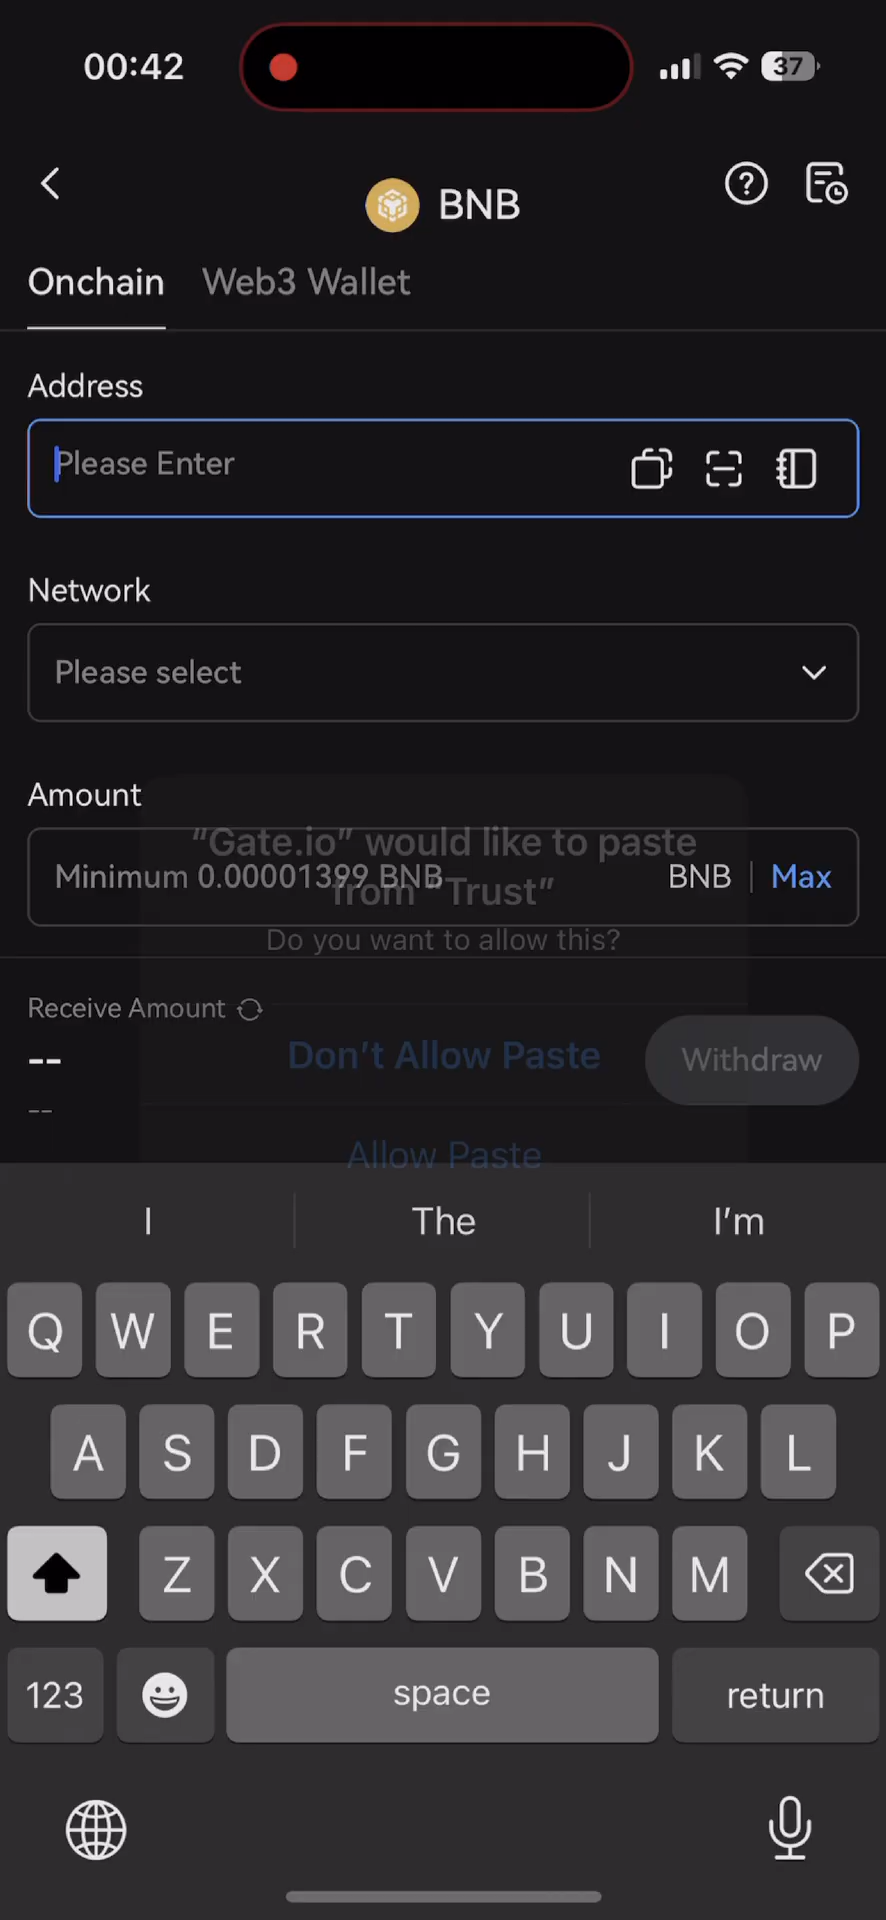 00:42
37
BNB
Onchain Web3 Wallet
Address
Please Enter
Network
Please select
Amount
“Gate.io” would like to paste
from “Trust”
Minimum 0.00001399 BNB
BNB Max
Do you want to allow this?
Receive Amount
--
--
Don’t Allow Paste
Withdraw
Allow Paste
I The I’m
Q W E R T Y U I O P
A S D F G H J K L
Z X C V B N M
123 space return